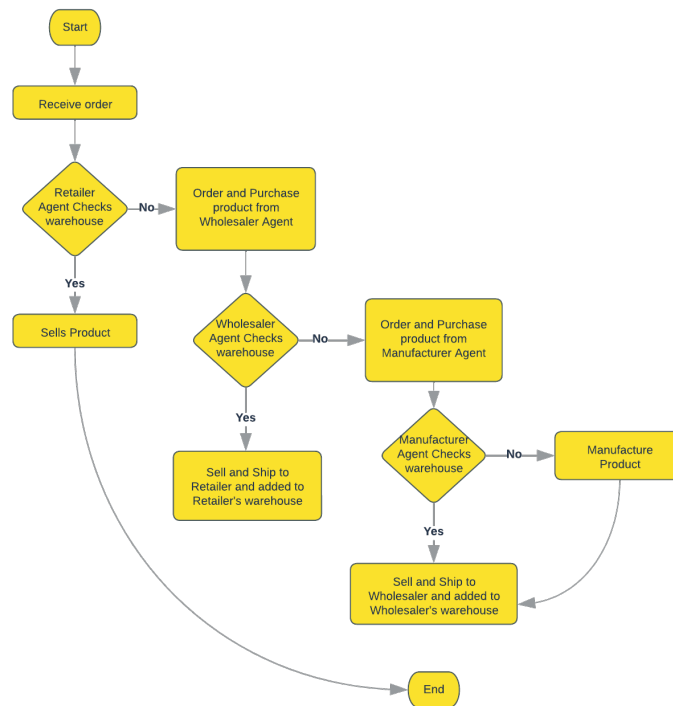 Start
Receive order
Retailer
Agent Checks
warehouse
No
Order and Purchase
product from
Wholesaler Agent
Yes
Sells Product
Wholesaler
Agent Checks
warehouse
No
Order and Purchase
product from
Manufacturer Agent
Yes
Sell and Ship to
Retailer and added to
Retailer's warehouse
Manufacturer
Agent Checks
warehouse
No
Manufacture
Product
Yes
Sell and Ship to
Wholesaler and added to
Wholesaler's warehouse
End